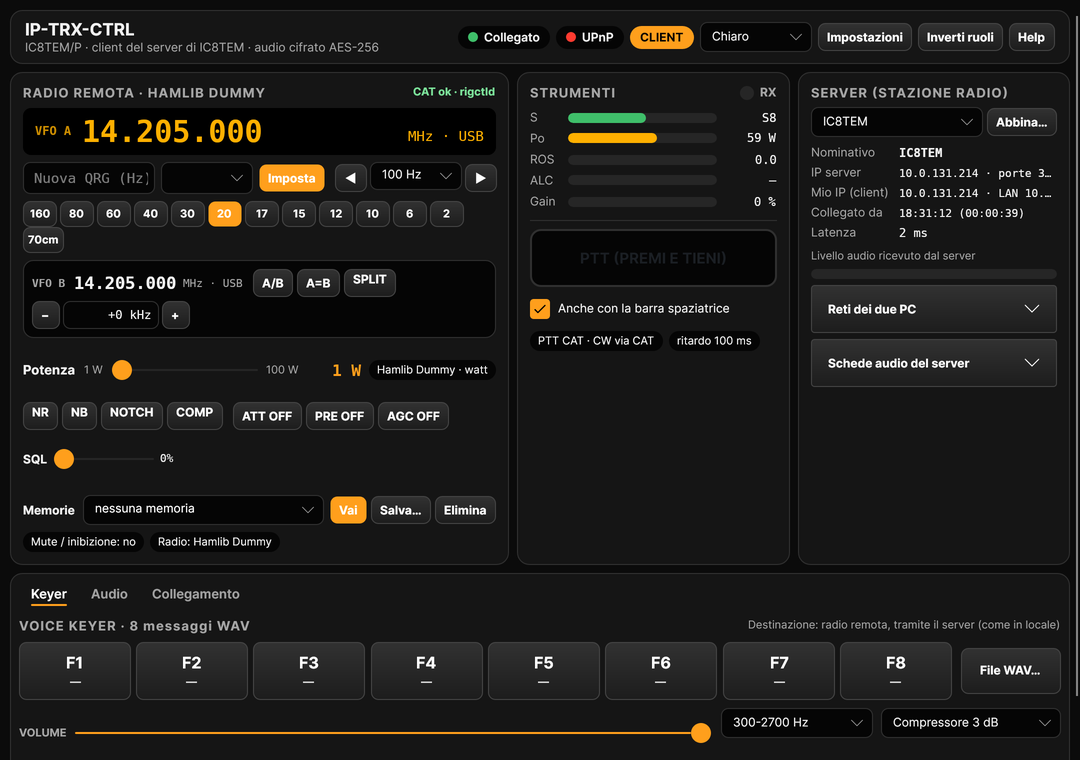 IP-TRX-CTRL
IC8TEM/P · client del server di IC8TEM · audio cifrato AES-256
Collegato
UPnP
CLIENT
Chiaro
Impostazioni
Inverti ruoli
Help
RADIO REMOTA · HAMLIB DUMMY
CAT ok · rigctld
VFO A 14.205.000 MHz · USB
Nuova QRG (Hz)
Imposta
◀
100 Hz
▶
160 80 60 40 30 20 17 15 12 10 6 2
70cm
VFO B 14.205.000 MHz · USB
A/B
A=B
SPLIT
– +0 kHz +
Potenza 1 W 100 W 1 W Hamlib Dummy · watt
NR NB NOTCH COMP ATT OFF PRE OFF AGC OFF
SQL 0%
Memorie nessuna memoria Vai Salva… Elimina
Mute / inibizione: no Radio: Hamlib Dummy
STRUMENTI
RX
S S8
Po 59 W
ROS 0.0
ALC —
Gain 0 %
PTT (PREMI E TIENI)
Anche con la barra spaziatrice
PTT CAT · CW via CAT
ritardo 100 ms
SERVER (STAZIONE RADIO)
IC8TEM
Abbina…
Nominativo IC8TEM
IP server 10.0.131.214 · porte 3…
Mio IP (client) 10.0.131.214 · LAN 10.…
Collegato da 18:31:12 (00:00:39)
Latenza 2 ms
Livello audio ricevuto dal server
Reti dei due PC
Schede audio del server
Keyer Audio Collegamento
VOICE KEYER · 8 messaggi WAV
Destinazione: radio remota, tramite il server (come in locale)
F1 F2 F3 F4 F5 F6 F7 F8
— — — — — — — —
File WAV…
VOLUME
300-2700 Hz
Compressore 3 dB